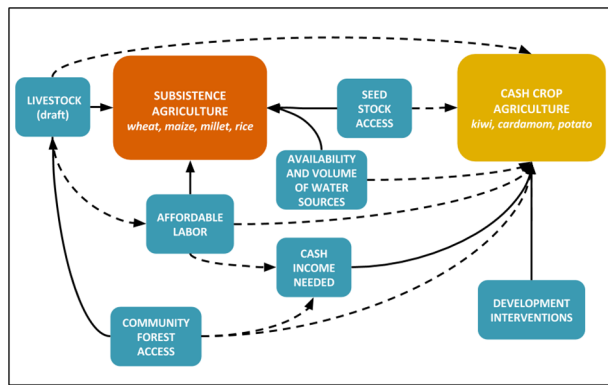 SUBSISTENCE
AGRICULTURE
wheat, maize, millet, rice
LIVESTOCK
(draft)
SEED
STOCK
ACCESS
CASH CROP
AGRICULTURE
kiwi, cardamom, potato
AVAILABILITY
AND VOLUME
OF WATER
SOURCES
AFFORDABLE
LABOR
CASH
INCOME
NEEDED
DEVELOPMENT
INTERVENTIONS
COMMUNITY
FOREST
ACCESS